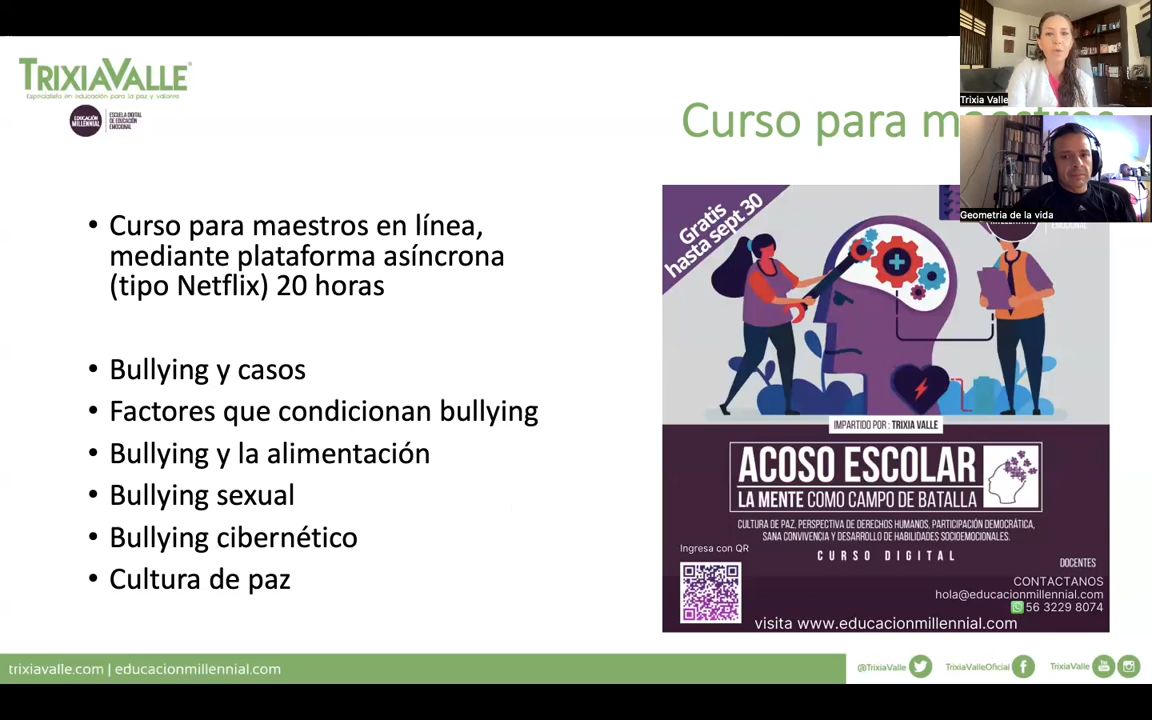 TRIXIAVALLE®
Especialista en educación para la paz y valores
EDUCACIÓN
MILLENNIAL
ESCUELA DIGITAL
DE EDUCACIÓN
EMOCIONAL
Trixia Valle
Geometria de la vida
Curso para maestros
• Curso para maestros en línea,
mediante plataforma asíncrona
(tipo Netflix) 20 horas
• Bullying y casos
• Factores que condicionan bullying
• Bullying y la alimentación
• Bullying sexual
• Bullying cibernético
• Cultura de paz
Gratis
hasta sept 30
EMOCIONAL
IMPARTIDO POR : TRIXIA VALLE
ACOSO ESCOLAR
LA MENTE COMO CAMPO DE BATALLA
CULTURA DE PAZ, PERSPECTIVA DE DERECHOS HUMANOS, PARTICIPACIÓN DEMOCRÁTICA,
SANA CONVIVENCIA Y DESARROLLO DE HABILIDADES SOCIOEMOCIONALES.
CURSO DIGITAL
Ingresa con QR
DOCENTES
CONTACTANOS
hola@educacionmillennial.com
56 3229 8074
visita www.educacionmillennial.com
trixiavalle.com | educacionmillennial.com
@TrixiaValle
TrixiaValleOficial
TrixiaValle